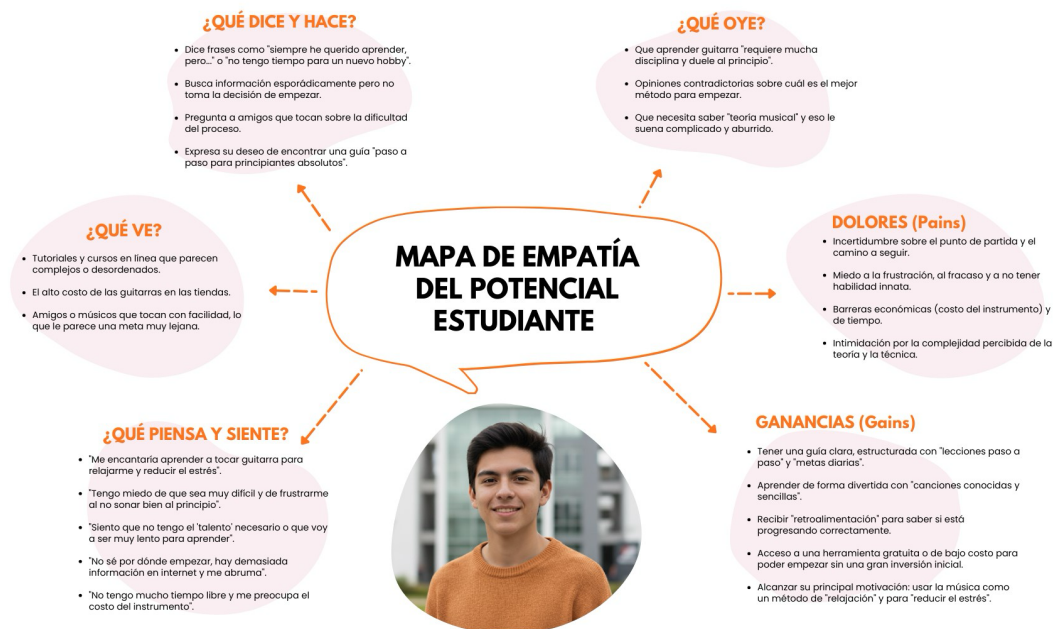 ¿QUÉ DICE Y HACE?
• Dice frases como "siempre he querido aprender,
pero..." o "no tengo tiempo para un nuevo hobby".
• Busca información esporádicamente pero no
toma la decisión de empezar.
• Pregunta a amigos que tocan sobre la dificultad
del proceso.
• Expresa su deseo de encontrar una guía "paso a
paso para principiantes absolutos".
¿QUÉ OYE?
• Que aprender guitarra "requiere mucha
disciplina y duele al principio".
• Opiniones contradictorias sobre cuál es el mejor
método para empezar.
• Que necesita saber "teoría musical" y eso le
suena complicado y aburrido.
¿QUÉ VE?
• Tutoriales y cursos en línea que parecen
complejos o desordenados.
• El alto costo de las guitarras en las tiendas.
• Amigos o músicos que tocan con facilidad, lo
que le parece una meta muy lejana.
MAPA DE EMPATÍA
DEL POTENCIAL
ESTUDIANTE
DOLORES (Pains)
• Incertidumbre sobre el punto de partida y el
camino a seguir.
• Miedo a la frustración, al fracaso y a no tener
habilidad innata.
• Barreras económicas (costo del instrumento) y
de tiempo.
• Intimidación por la complejidad percibida de la
teoría y la técnica.
¿QUÉ PIENSA Y SIENTE?
• "Me encantaría aprender a tocar guitarra para
relajarme y reducir el estrés".
• "Tengo miedo de que sea muy difícil y de frustrarme
al no sonar bien al principio".
• "Siento que no tengo el 'talento' necesario o que voy
a ser muy lento para aprender".
• "No sé por dónde empezar, hay demasiada
información en internet y me abruma".
• "No tengo mucho tiempo libre y me preocupa el
costo del instrumento".
GANANCIAS (Gains)
• Tener una guía clara, estructurada con "lecciones paso a
paso" y "metas diarias".
• Aprender de forma divertida con "canciones conocidas y
sencillas".
• Recibir "retroalimentación" para saber si está
progresando correctamente.
• Acceso a una herramienta gratuita o de bajo costo para
poder empezar sin una gran inversión inicial.
• Alcanzar su principal motivación: usar la música como
un método de "relajación" y para "reducir el estrés".